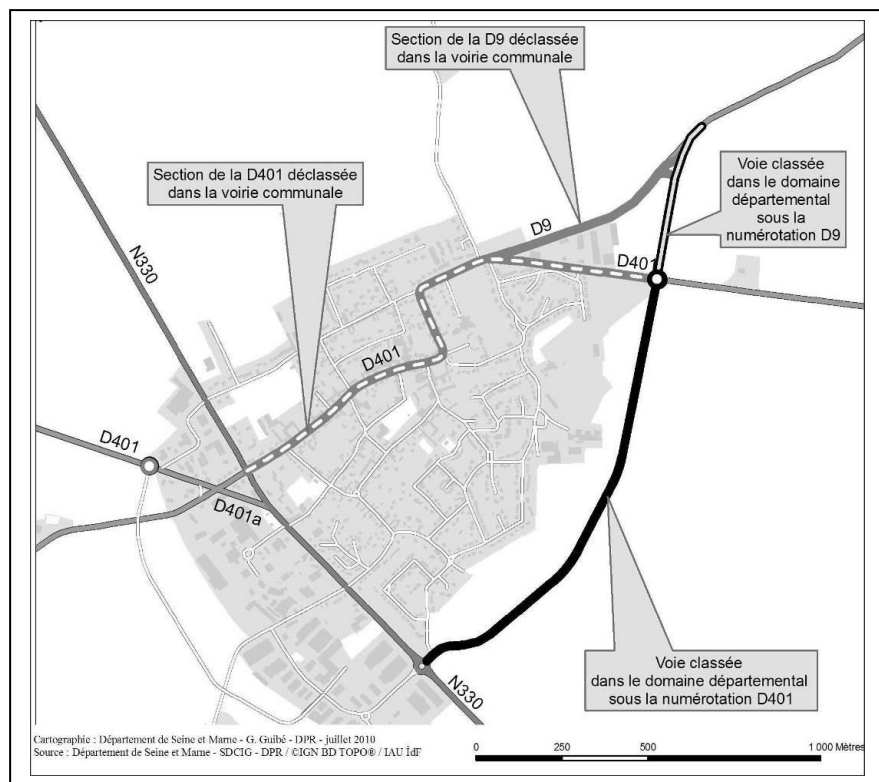 Section de la D9 déclassée
dans la voirie communale
Section de la D401 déclassée
dans la voirie communale
Voie classée
dans le domaine
départemental
sous la
numérotation D9
D9
D401
N330
D401
D401
D401a
N330
Voie classée
dans le domaine départemental
sous la numérotation D401
Cartographie : Département de Seine et Marne - G. Guibé - DPR - juillet 2010
Source : Département de Seine et Marne - SDCIG - DPR / ©IGN BD TOPO® / IAU ÎdF
0 250 500 1 000 Mètres